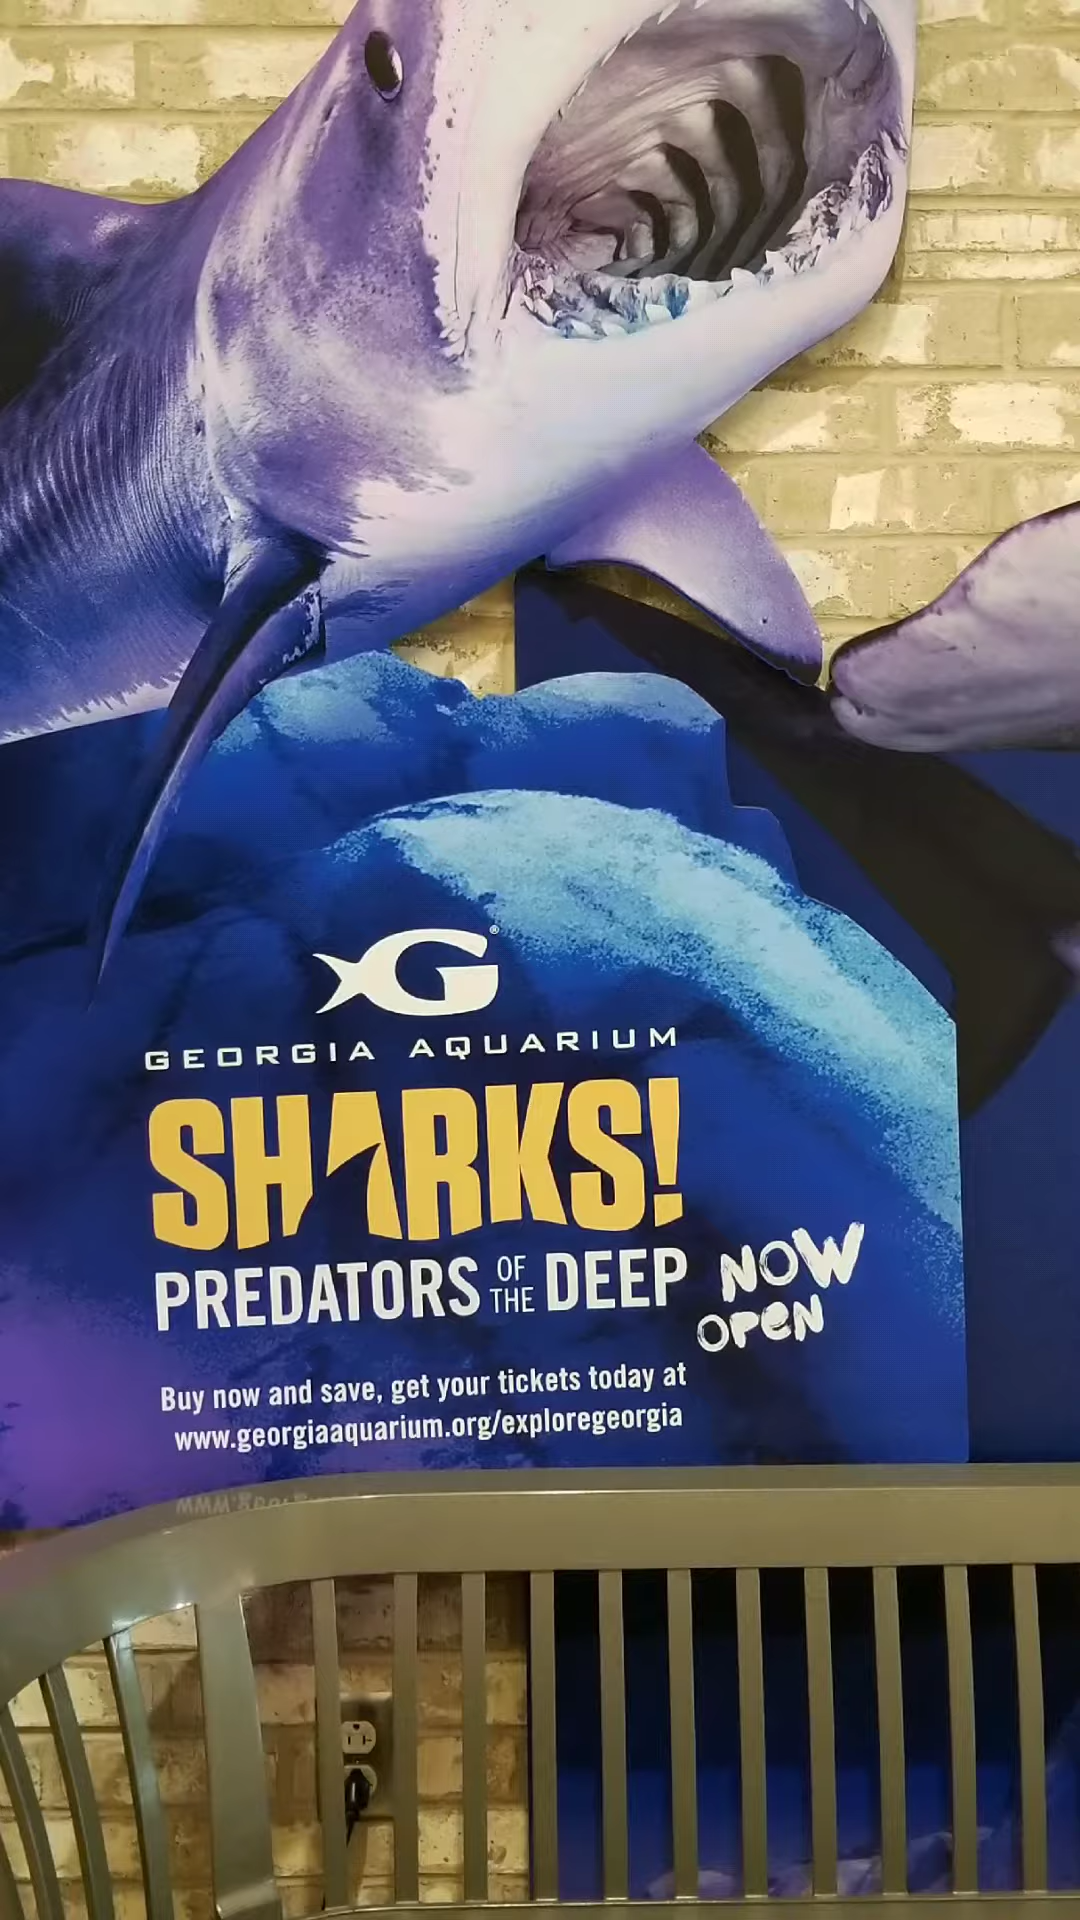 G®
GEORGIA AQUARIUM
SHARKS!
PREDATORS OF THE DEEP
NOW OPEN
Buy now and save, get your tickets today at
www.georgiaaquarium.org/exploregeorgia